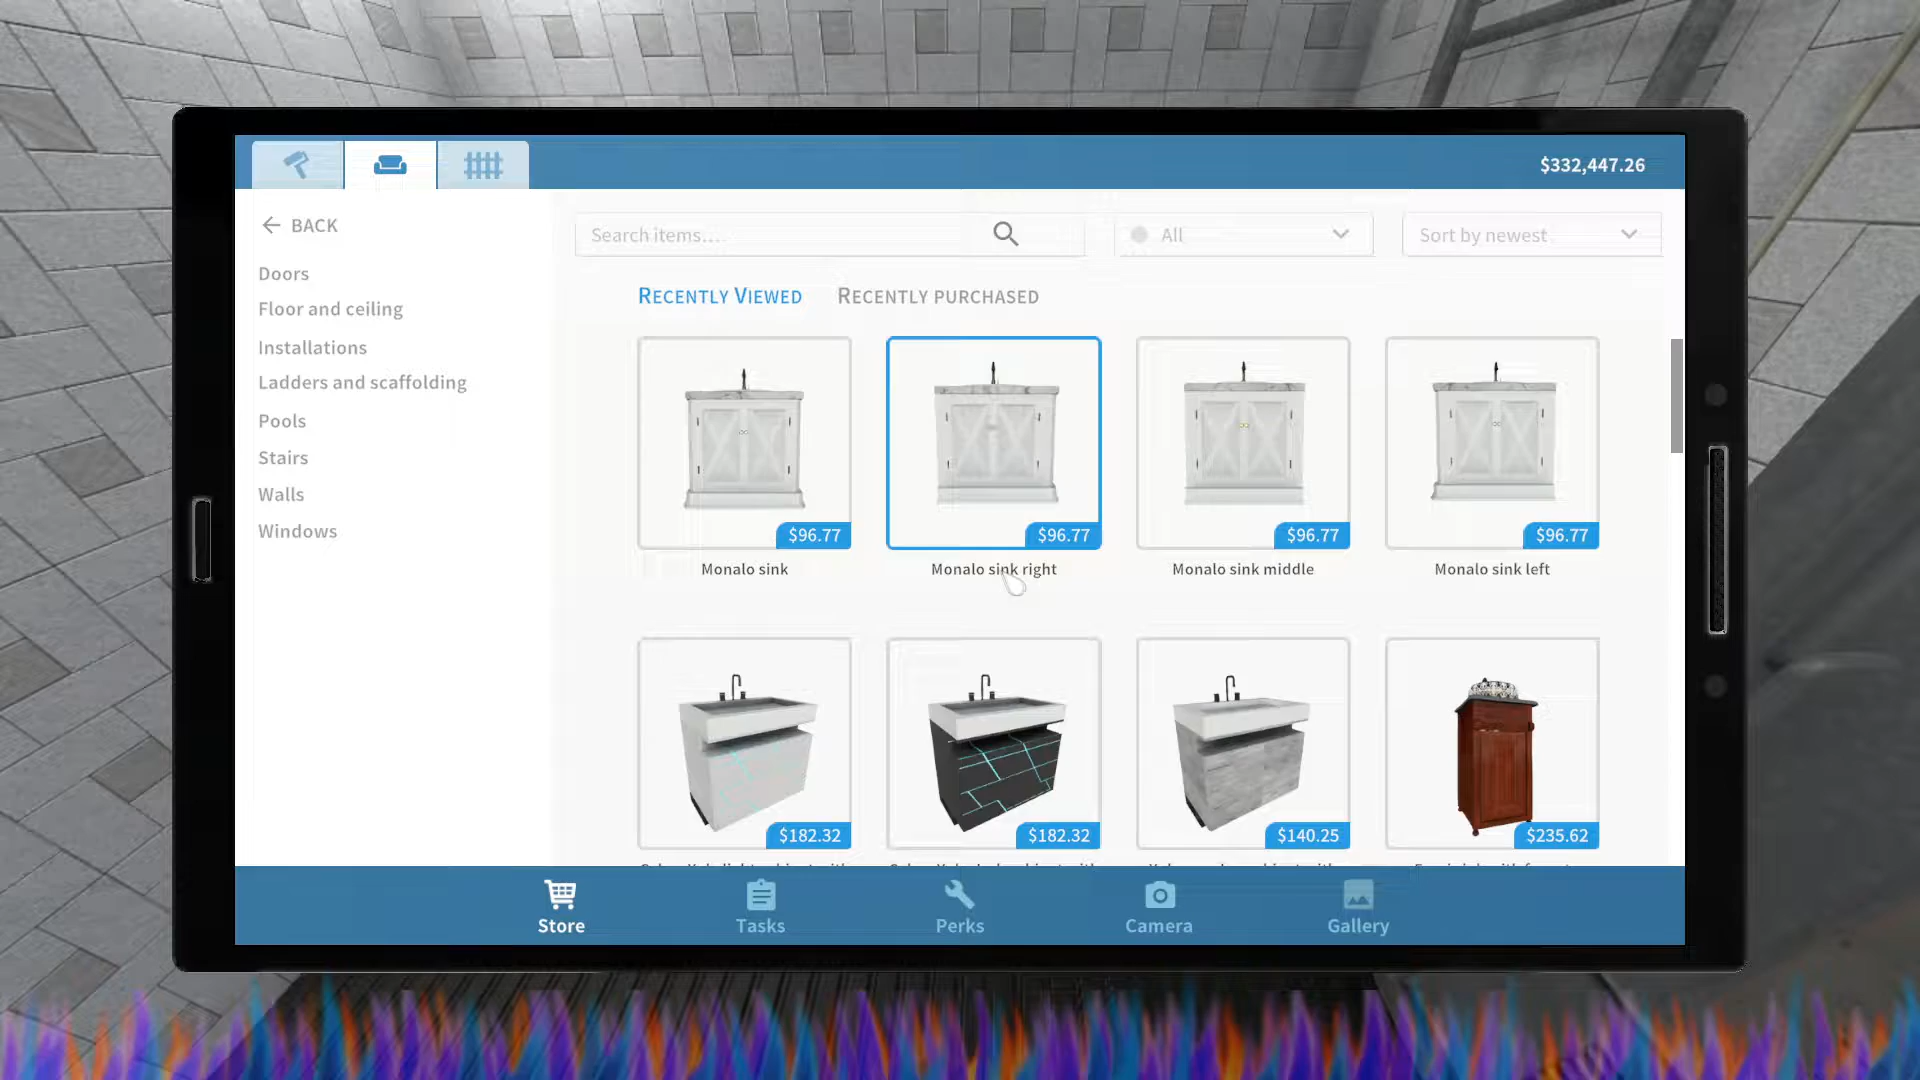 $332,447.26
BACK
Search items....
All
Sort by newest
Doors
Floor and ceiling
Installations
Ladders and scaffolding
Pools
Stairs
Walls
Windows
RECENTLY VIEWED
RECENTLY PURCHASED
$96.77
$96.77
$96.77
$96.77
Monalo sink
Monalo sink right
Monalo sink middle
Monalo sink left
$182.32
$182.32
$140.25
$235.62
Store
Tasks
Perks
Camera
Gallery